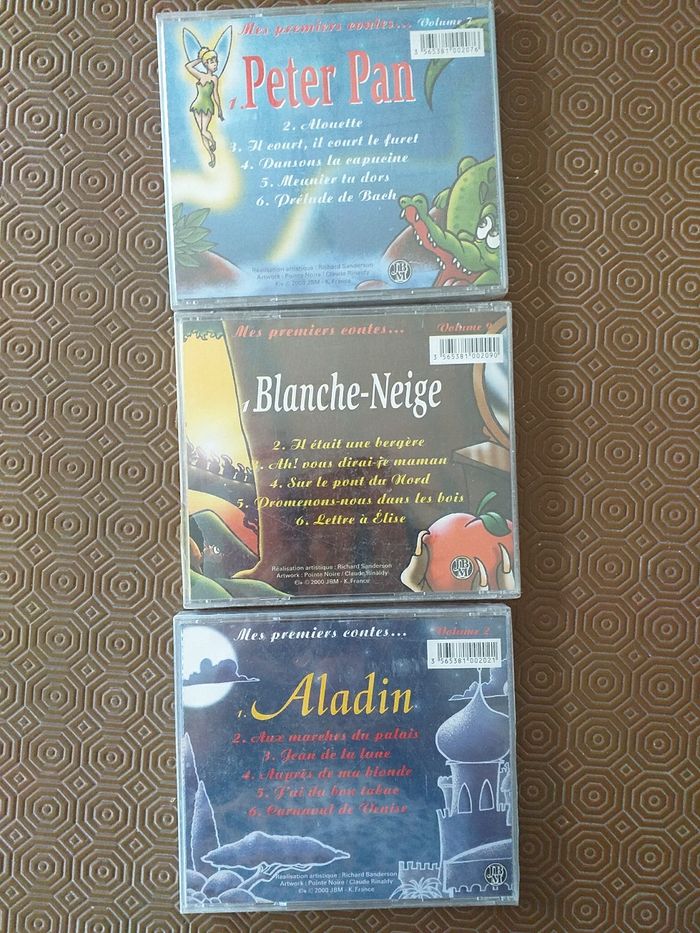 Mes premiers contes... Volume 7
3 565381 002076
1. Peter Pan
2. Alouette
3. Il court, il court le furet
4. Dansons la capucine
5. Meunier tu dors
6. Prélude de Bach
Réalisation artistique : Richard Sanderson
Artwork : Pointe Noire / Claude Rinaldy
© 2000 JBM - K. France
JBM
Mes premiers contes... Volume 9
3 565381 002090
1 Blanche-Neige
2. Il était une bergère
3. Ah! vous dirai-je maman
4. Sur le pont du Nord
5. Promenons-nous dans les bois
6. Lettre à Élise
Réalisation artistique : Richard Sanderson
Artwork : Pointe Noire / Claude Rinaldy
© 2000 JBM - K. France
JBM
Mes premiers contes... Volume 2
3 565381 002021
1. Aladin
2. Aux marches du palais
3. Jean de la lune
4. Auprès de ma blonde
5. J'ai du bon tabac
6. Carnaval de Venise
Réalisation artistique : Richard Sanderson
Artwork : Pointe Noire / Claude Rinaldy
© 2000 JBM - K. France
JBM